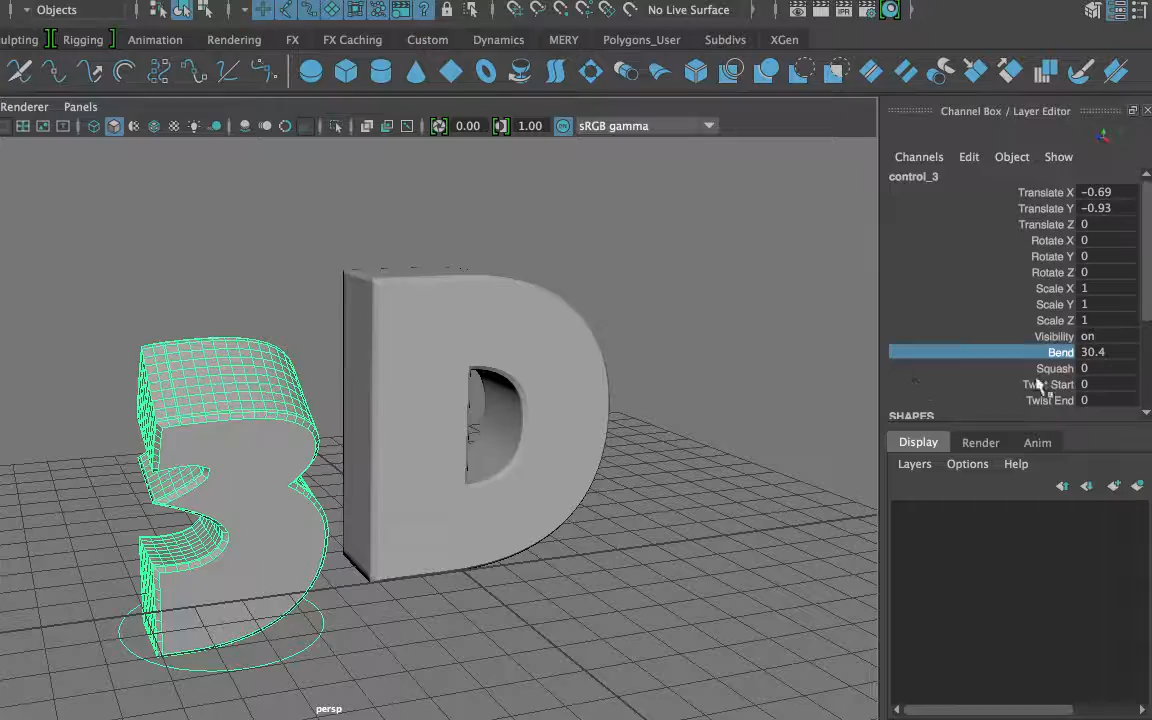 Objects
No Live Surface
IPR
ulpting Rigging Animation Rendering FX FX Caching Custom Dynamics MERY Polygons_User Subdivs XGen
Renderer Panels
0.00 1.00 sRGB gamma
Channel Box / Layer Editor
Channels Edit Object Show
control_3
Translate X -0.69
Translate Y -0.93
Translate Z 0
Rotate X 0
Rotate Y 0
Rotate Z 0
Scale X 1
Scale Y 1
Scale Z 1
Visibility on
Bend 30.4
Squash 0
Twist Start 0
Twist End 0
SHAPES
Display Render Anim
Layers Options Help
3D
persp